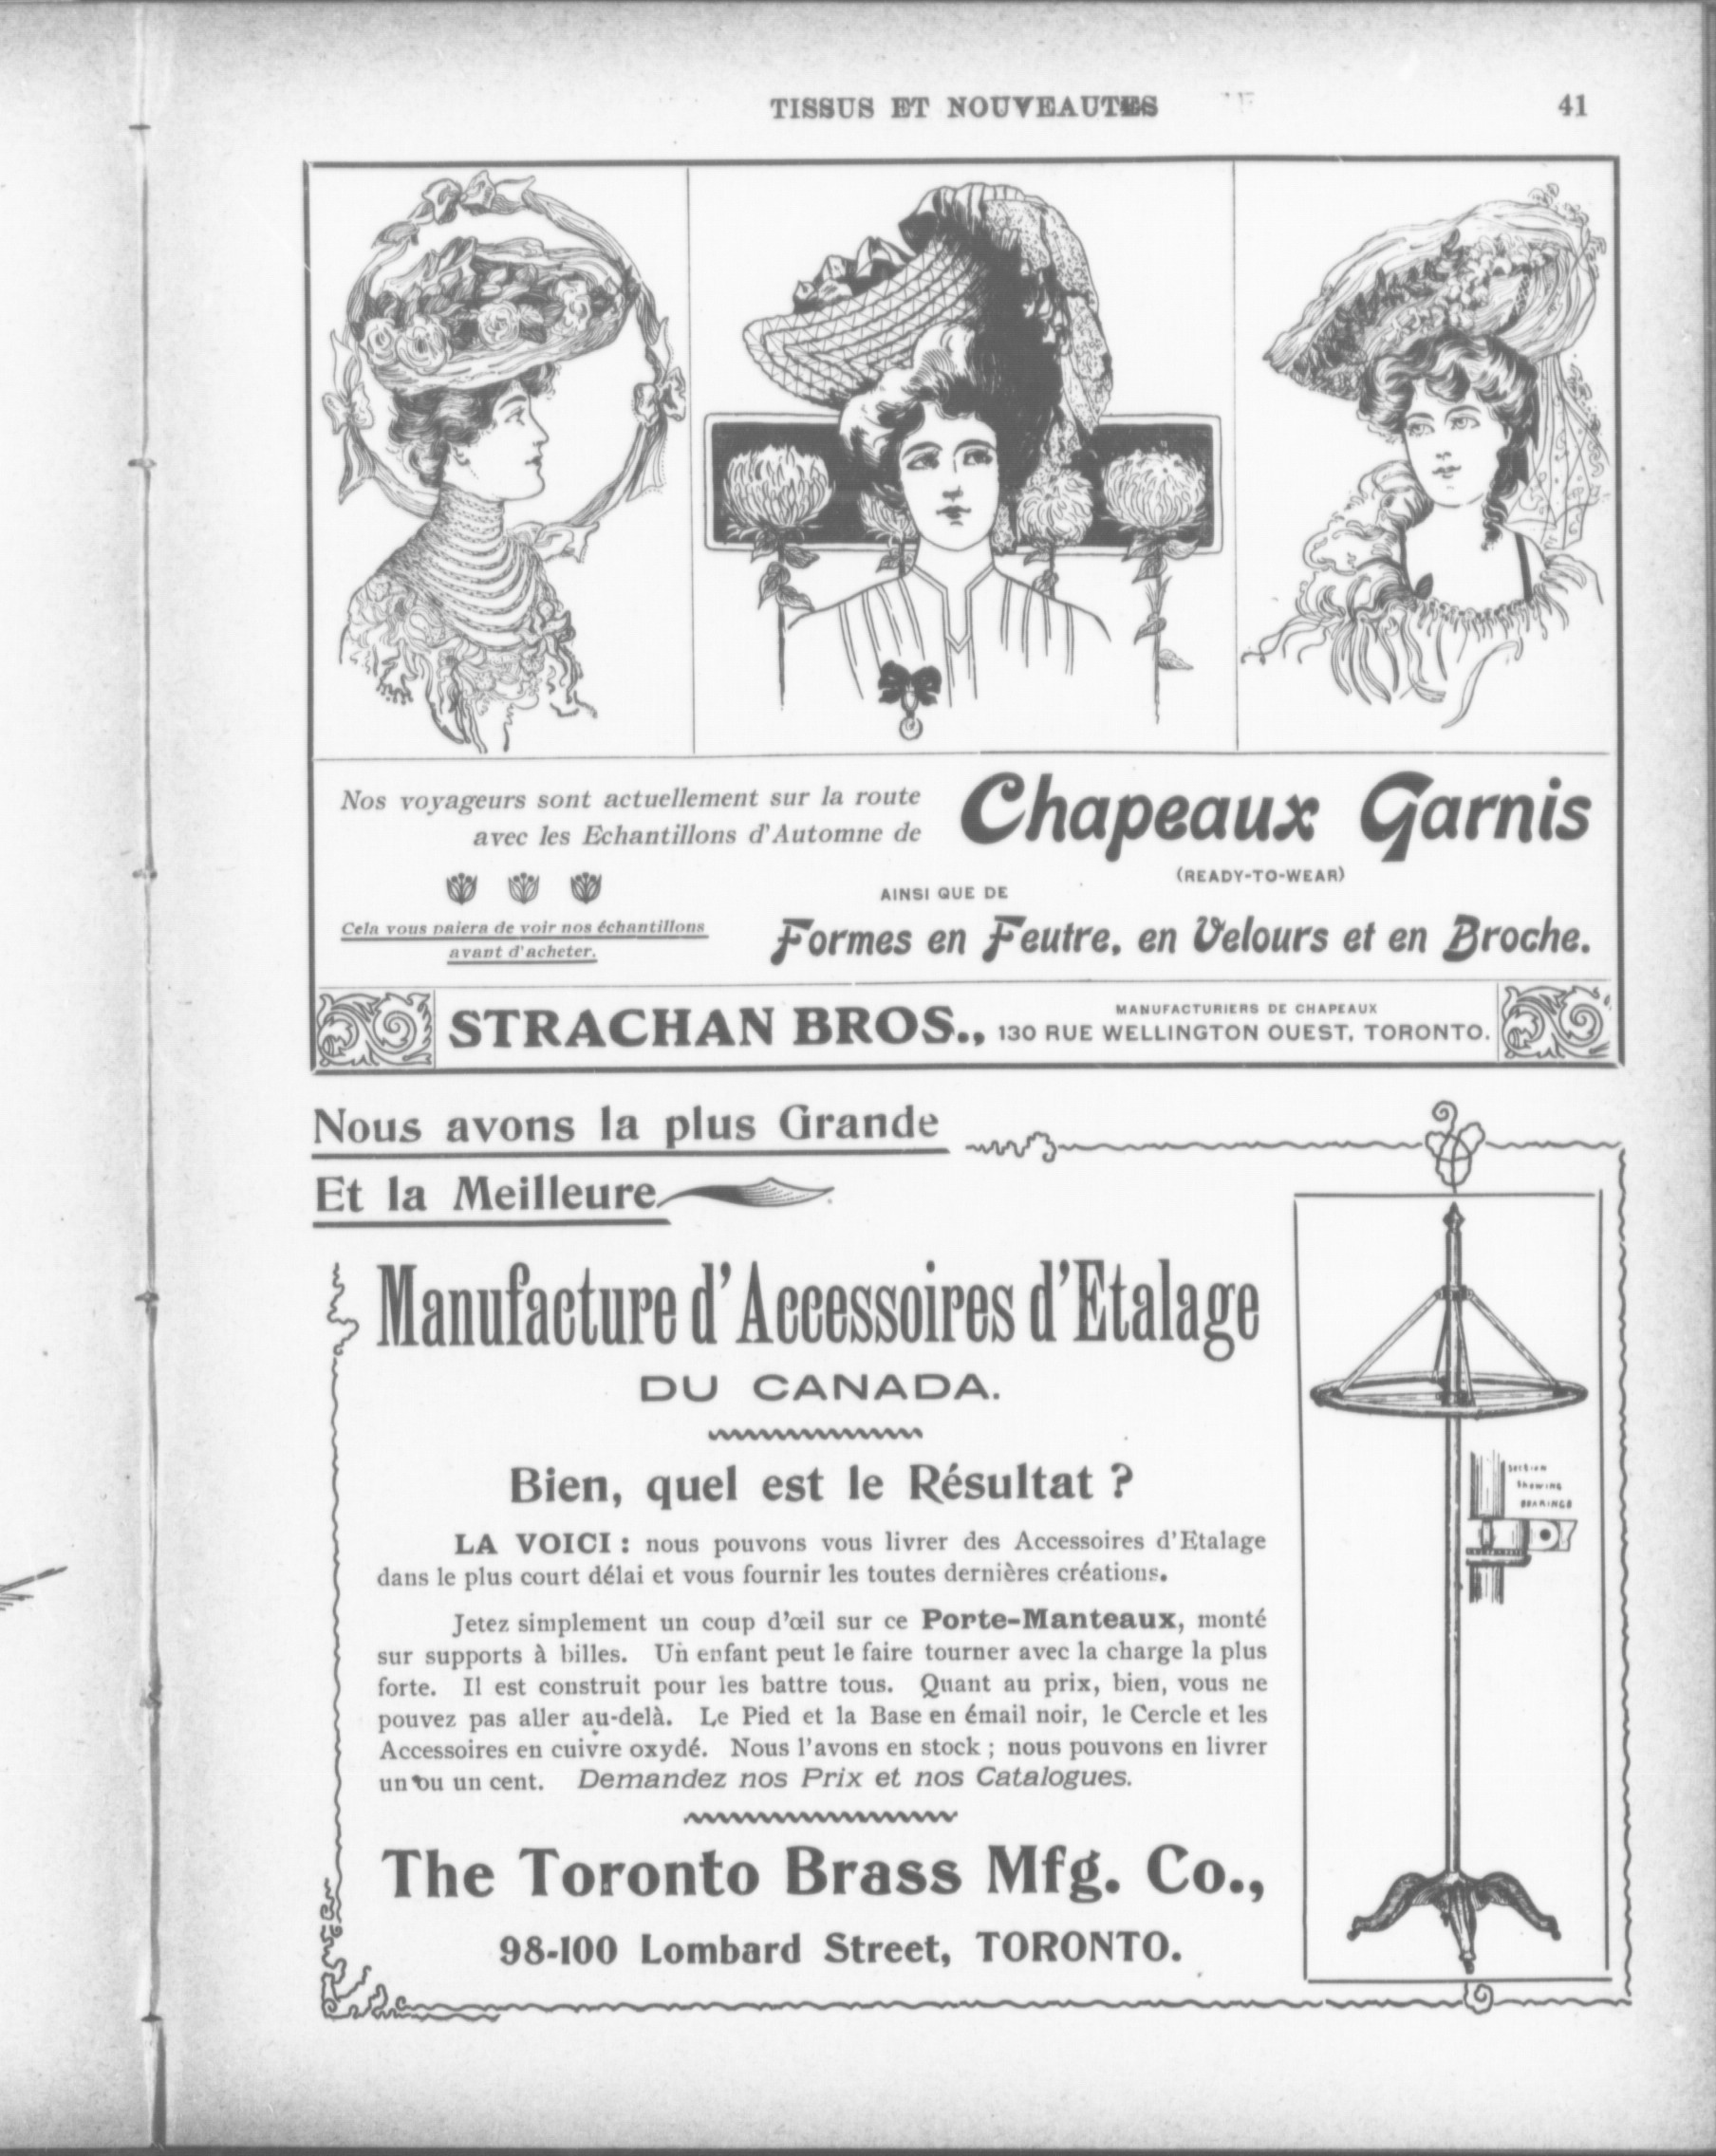 TISSUS ET NOUVEAUTES 41
Nos voyageurs sont actuellement sur la route
avec les Echantillons d'Automne de
Chapeaux Garnis
(READY-TO-WEAR)
AINSI QUE DE
Formes en Feutre, en Velours et en Broche.
Cela vous paiera de voir nos échantillons
avant d'acheter.
STRACHAN BROS., MANUFACTURIERS DE CHAPEAUX
130 RUE WELLINGTON OUEST, TORONTO.
Nous avons la plus Grande
Et la Meilleure
Manufacture d'Accessoires d'Etalage
DU CANADA.
Bien, quel est le Résultat ?
LA VOICI : nous pouvons vous livrer des Accessoires d'Etalage
dans le plus court délai et vous fournir les toutes dernières créations.
Jetez simplement un coup d'œil sur ce Porte-Manteaux, monté
sur supports à billes. Un enfant peut le faire tourner avec la charge la plus
forte. Il est construit pour les battre tous. Quant au prix, bien, vous ne
pouvez pas aller au-delà. Le Pied et la Base en émail noir, le Cercle et les
Accessoires en cuivre oxydé. Nous l'avons en stock ; nous pouvons en livrer
un ou un cent. Demandez nos Prix et nos Catalogues.
The Toronto Brass Mfg. Co.,
98-100 Lombard Street, TORONTO.
SECTION
SHOWING
BEARINGS